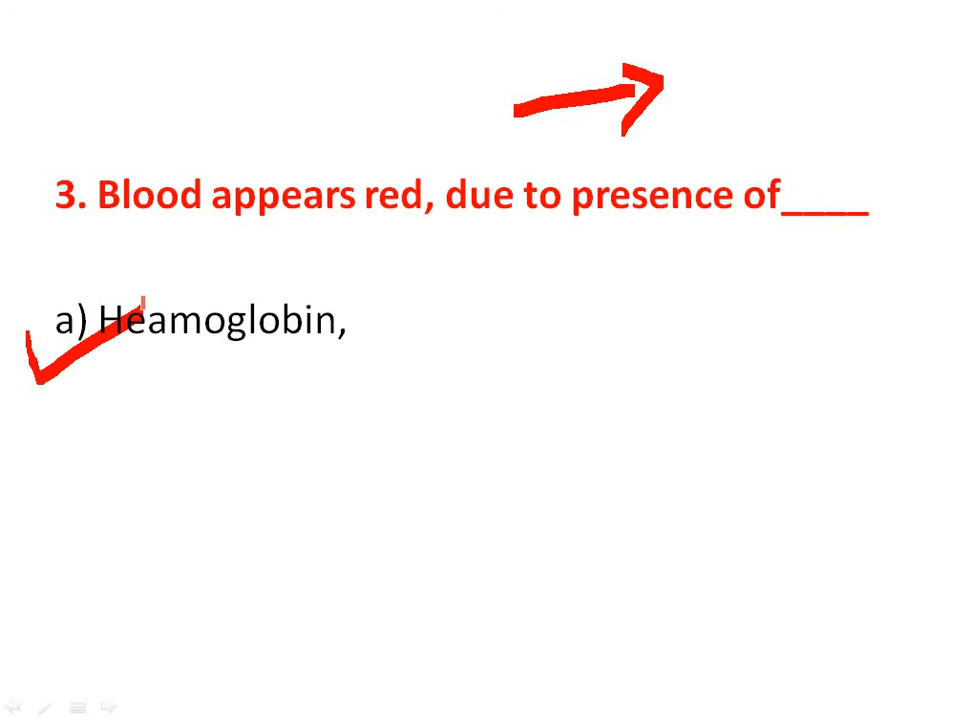 3. Blood appears red, due to presence of____
a) Heamoglobin,